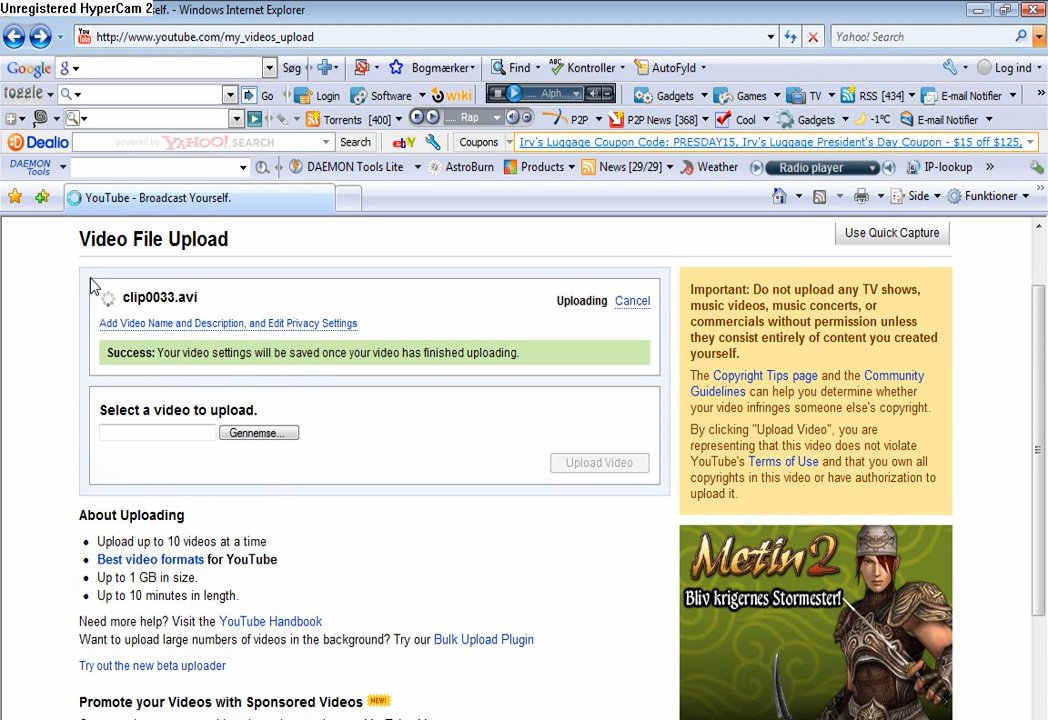 Unregistered HyperCam 2
self. - Windows Internet Explorer
http://www.youtube.com/my_videos_upload
Yahoo! Search
Google
Søg
Bogmærker
Find
Kontroller
AutoFyld
Log ind
toggle
Go
Login
Software
wiki
Alph...
Gadgets
Games
TV
RSS [434]
E-mail Notifier
Torrents [400]
Rap
P2P
P2P News [368]
Cool
Gadgets
-1°C
E-mail Notifier
Dealio
powered by YAHOO! SEARCH
Search
Coupons
Irv's Luggage Coupon Code: PRESDAY15, Irv's Luggage President's Day Coupon - $15 off $125,
DAEMON Tools
DAEMON Tools Lite
AstroBurn
Products
News [29/29]
Weather
Radio player
IP-lookup
YouTube - Broadcast Yourself.
Side
Funktioner
Video File Upload
Use Quick Capture
clip0033.avi
Uploading Cancel
Add Video Name and Description, and Edit Privacy Settings
Success: Your video settings will be saved once your video has finished uploading.
Select a video to upload.
Gennemse...
Upload Video
Important: Do not upload any TV shows,
music videos, music concerts, or
commercials without permission unless
they consist entirely of content you created
yourself.
The Copyright Tips page and the Community
Guidelines can help you determine whether
your video infringes someone else's copyright.
By clicking "Upload Video", you are
representing that this video does not violate
YouTube's Terms of Use and that you own all
copyrights in this video or have authorization to
upload it.
About Uploading
Upload up to 10 videos at a time
Best video formats for YouTube
Up to 1 GB in size.
Up to 10 minutes in length.
Need more help? Visit the YouTube Handbook
Want to upload large numbers of videos in the background? Try our Bulk Upload Plugin
Try out the new beta uploader
Promote your Videos with Sponsored Videos NEW!
Metin 2
Bliv krigernes Stormester!